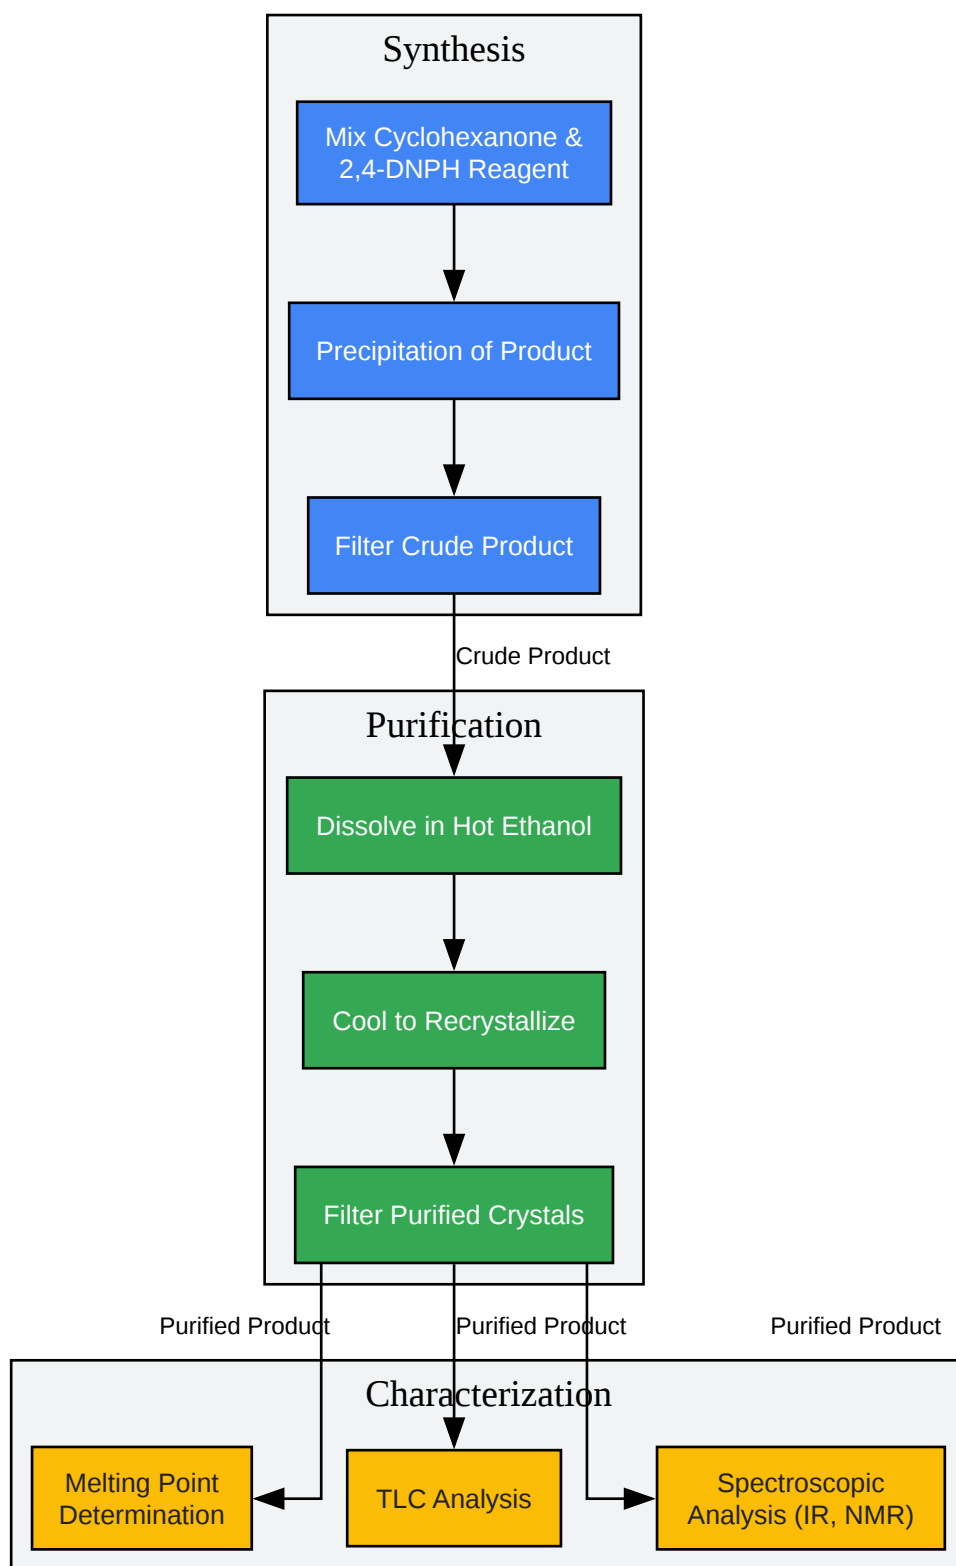 Synthesis
Mix Cyclohexanone &
2,4-DNPH Reagent
Precipitation of Product
Filter Crude Product
Crude Product
Purification
Dissolve in Hot Ethanol
Cool to Recrystallize
Filter Purified Crystals
Purified Product
Purified Product
Purified Product
Characterization
Melting Point
Determination
TLC Analysis
Spectroscopic
Analysis (IR, NMR)